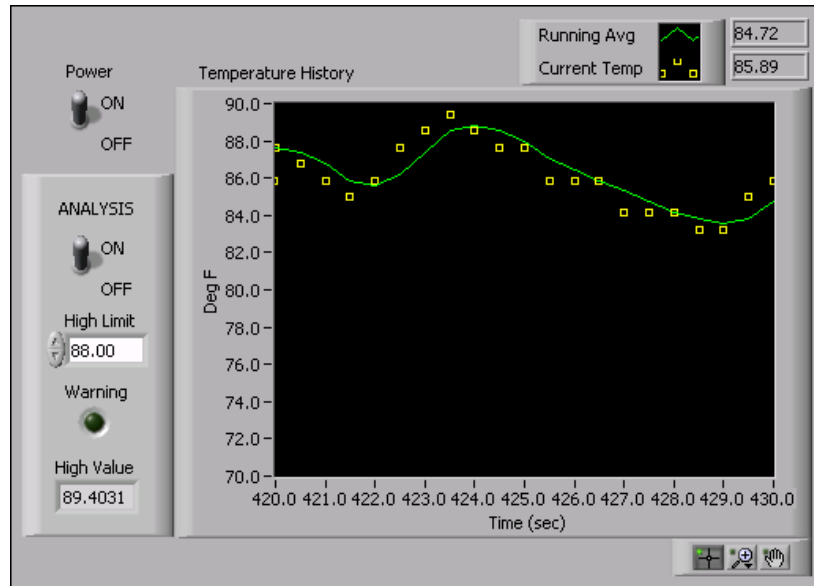 Running Avg 84.72
Current Temp 85.89
Power
ON
OFF
Temperature History
ANALYSIS
ON
OFF
High Limit
88.00
Warning
High Value
89.4031
Deg F
90.0
88.0
86.0
84.0
82.0
80.0
78.0
76.0
74.0
72.0
70.0
420.0 421.0 422.0 423.0 424.0 425.0 426.0 427.0 428.0 429.0 430.0
Time (sec)